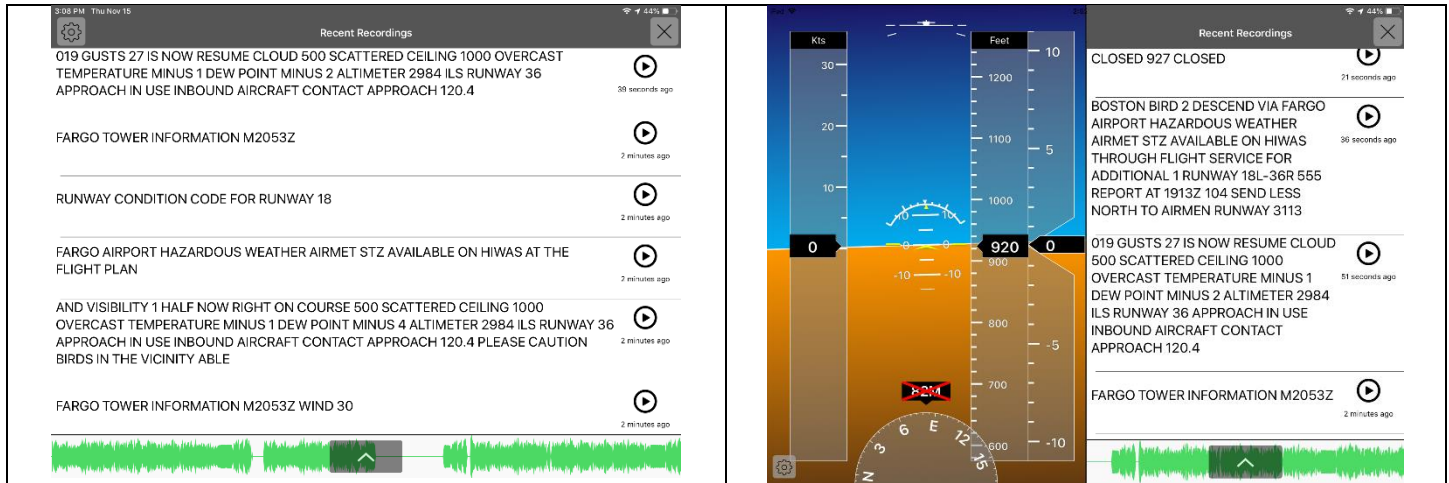 3:08 PM Thu Nov 15
44%
Recent Recordings
019 GUSTS 27 IS NOW RESUME CLOUD 500 SCATTERED CEILING 1000 OVERCAST
TEMPERATURE MINUS 1 DEW POINT MINUS 2 ALTIMETER 2984 ILS RUNWAY 36
APPROACH IN USE INBOUND AIRCRAFT CONTACT APPROACH 120.4
39 seconds ago
FARGO TOWER INFORMATION M2053Z
2 minutes ago
RUNWAY CONDITION CODE FOR RUNWAY 18
2 minutes ago
FARGO AIRPORT HAZARDOUS WEATHER AIRMET STZ AVAILABLE ON HIWAS AT THE
FLIGHT PLAN
2 minutes ago
AND VISIBILITY 1 HALF NOW RIGHT ON COURSE 500 SCATTERED CEILING 1000
OVERCAST TEMPERATURE MINUS 1 DEW POINT MINUS 4 ALTIMETER 2984 ILS RUNWAY 36
APPROACH IN USE INBOUND AIRCRAFT CONTACT APPROACH 120.4 PLEASE CAUTION
BIRDS IN THE VICINITY ABLE
2 minutes ago
FARGO TOWER INFORMATION M2053Z WIND 30
2 minutes ago
Kts
30
20
10
0
10 10
0 0
-10 -10
Feet
1200
1100
1000
920
900
800
700
600
10
5
0
-5
-10
82M
N 3 6 E 12 15
44%
Recent Recordings
CLOSED 927 CLOSED
21 seconds ago
BOSTON BIRD 2 DESCEND VIA FARGO
AIRPORT HAZARDOUS WEATHER
AIRMET STZ AVAILABLE ON HIWAS
THROUGH FLIGHT SERVICE FOR
ADDITIONAL 1 RUNWAY 18L-36R 555
REPORT AT 1913Z 104 SEND LESS
NORTH TO AIRMEN RUNWAY 3113
36 seconds ago
019 GUSTS 27 IS NOW RESUME CLOUD
500 SCATTERED CEILING 1000
OVERCAST TEMPERATURE MINUS 1
DEW POINT MINUS 2 ALTIMETER 2984
ILS RUNWAY 36 APPROACH IN USE
INBOUND AIRCRAFT CONTACT
APPROACH 120.4
51 seconds ago
FARGO TOWER INFORMATION M2053Z
2 minutes ago